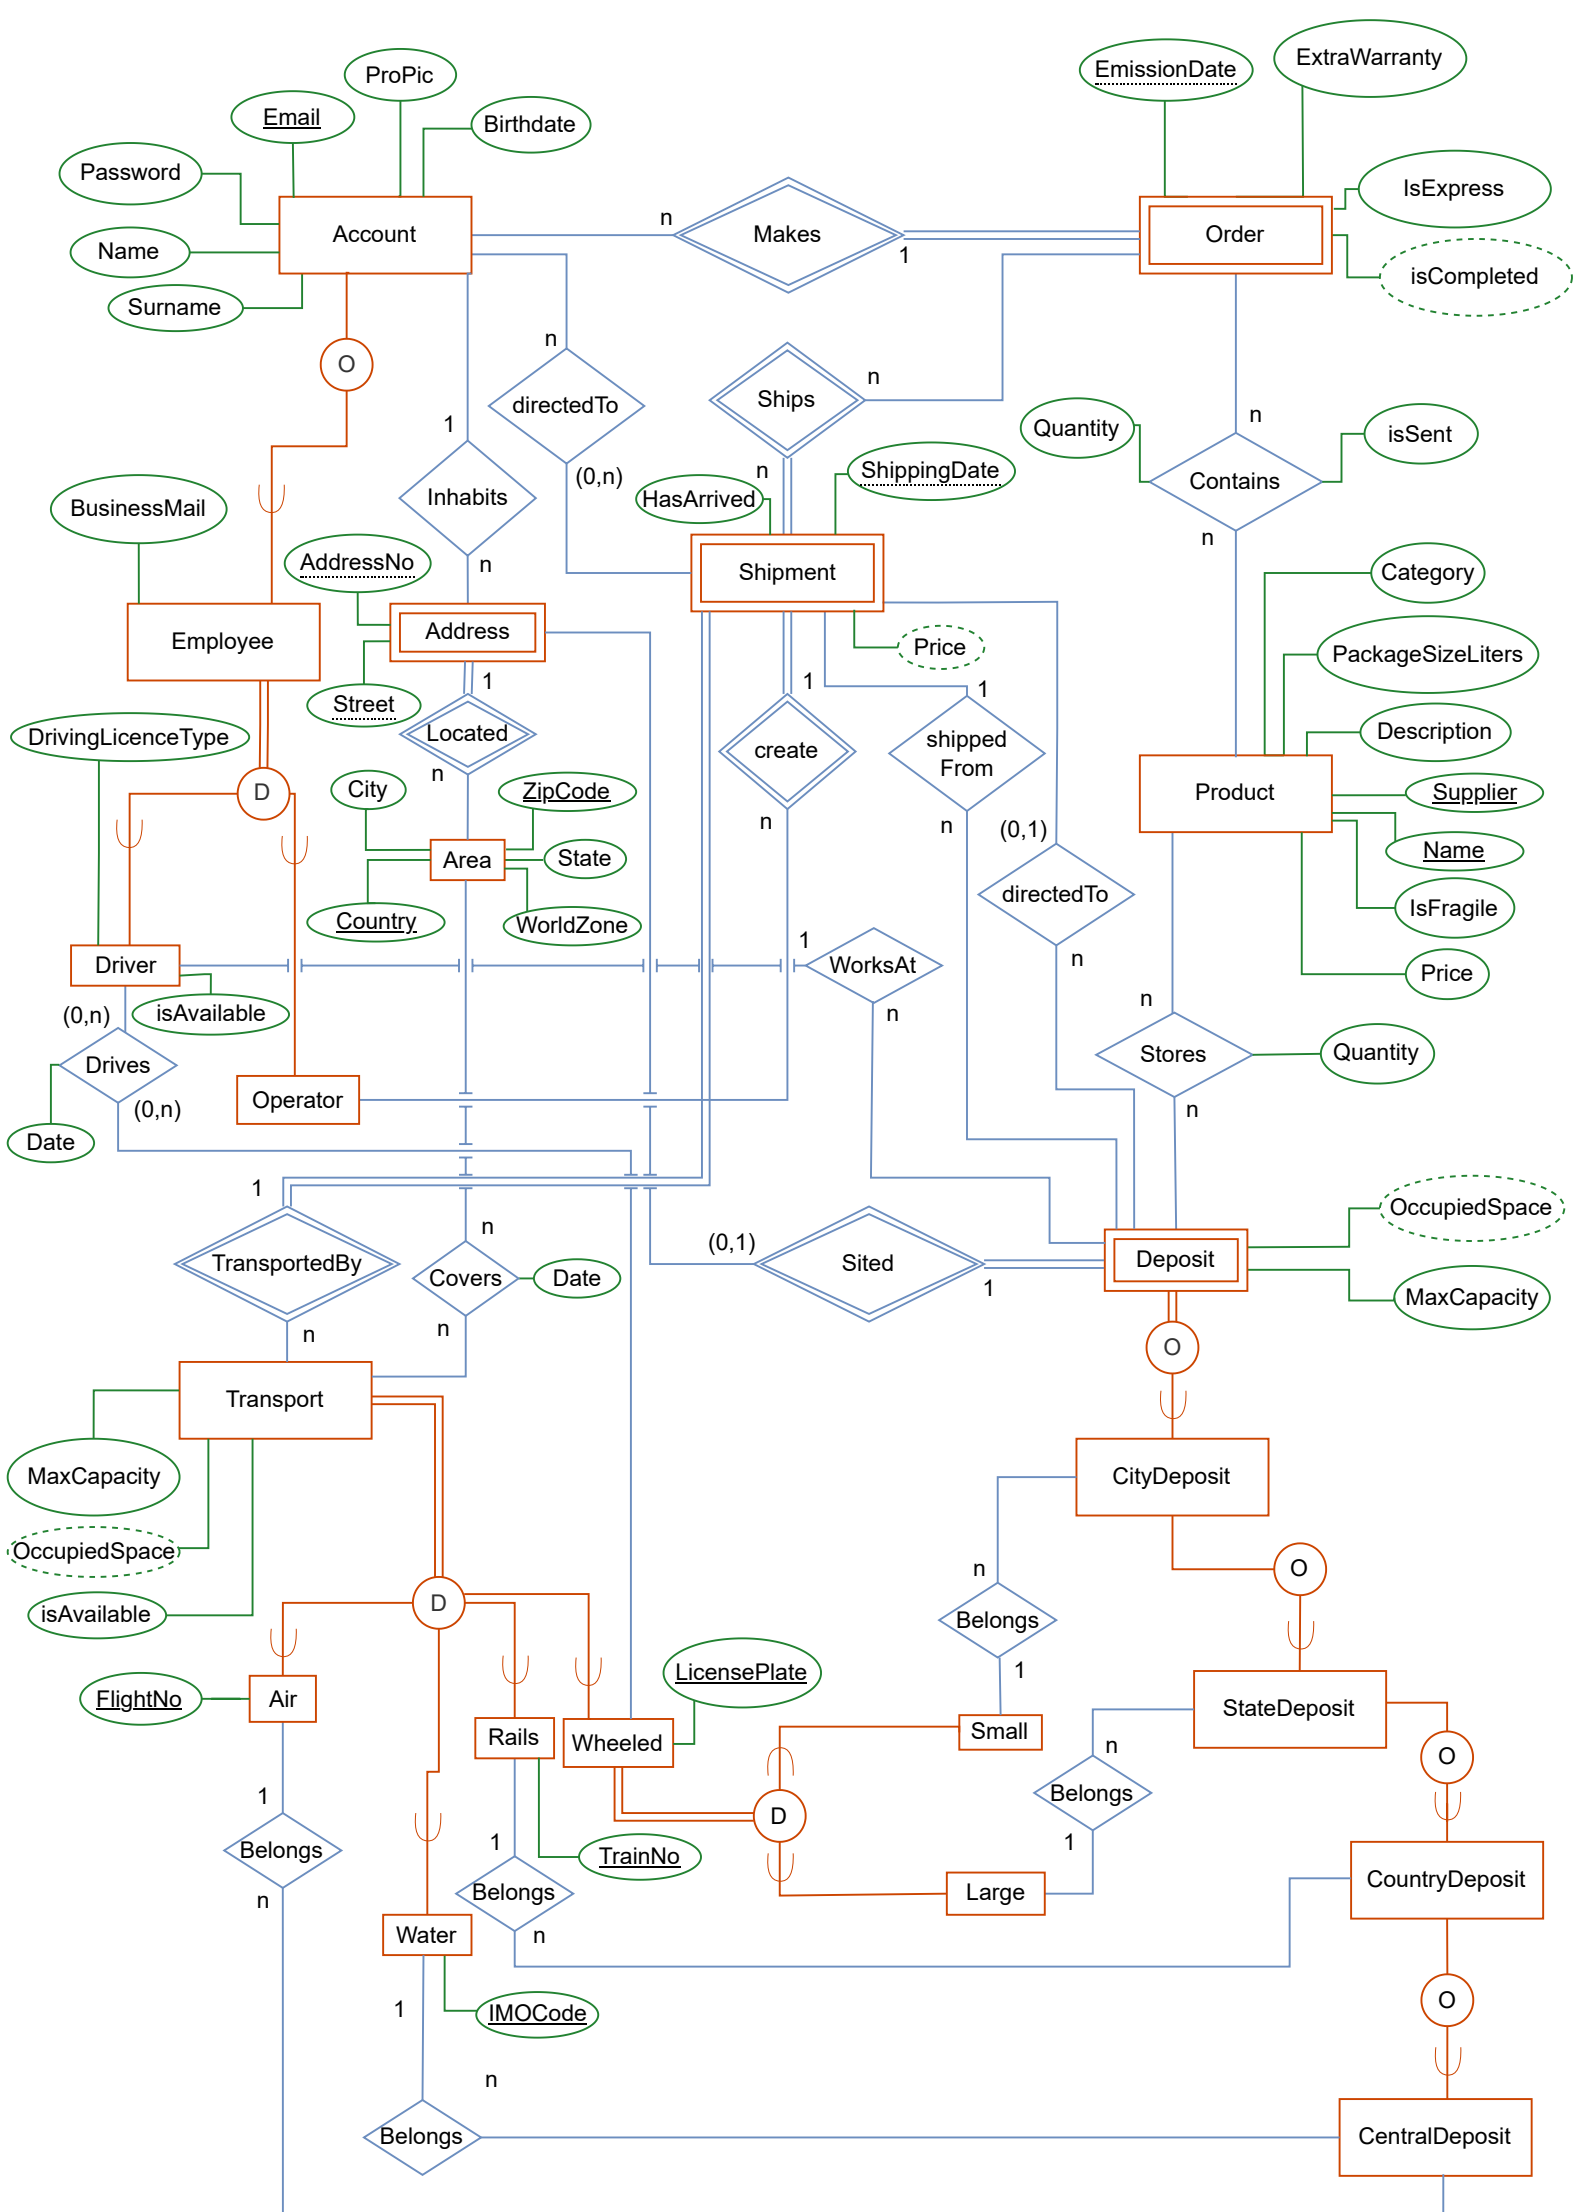 ProPic
EmissionDate
ExtraWarranty
Email
Birthdate
Password
IsExpress
Name
Account
n
Makes
1
Order
isCompleted
Surname
O
n
directedTo
Ships
n
1
n
Quantity
isSent
(0,n)
n
ShippingDate
HasArrived
Inhabits
Contains
BusinessMail
n
n
AddressNo
Shipment
Category
Employee
Address
Price
PackageSizeLiters
Street
1
1
1
DrivingLicenceType
Located
create
shipped
From
Description
n
City
ZipCode
D
Product
Supplier
n
n
(0,1)
Area
State
Name
Country
WorldZone
directedTo
IsFragile
1
Driver
WorksAt
n
Price
isAvailable
(0,n)
n
n
Drives
Stores
Quantity
Operator
(0,n)
n
Date
1
OccupiedSpace
n
(0,1)
TransportedBy
Covers
Date
Sited
Deposit
1
MaxCapacity
n
n
O
Transport
MaxCapacity
CityDeposit
OccupiedSpace
n
O
isAvailable
D
Belongs
LicensePlate
1
FlightNo
Air
StateDeposit
Rails
Wheeled
Small
n
O
1
Belongs
D
1
1
Belongs
TrainNo
n
Belongs
Large
CountryDeposit
Water
n
1
IMOCode
O
n
Belongs
CentralDeposit